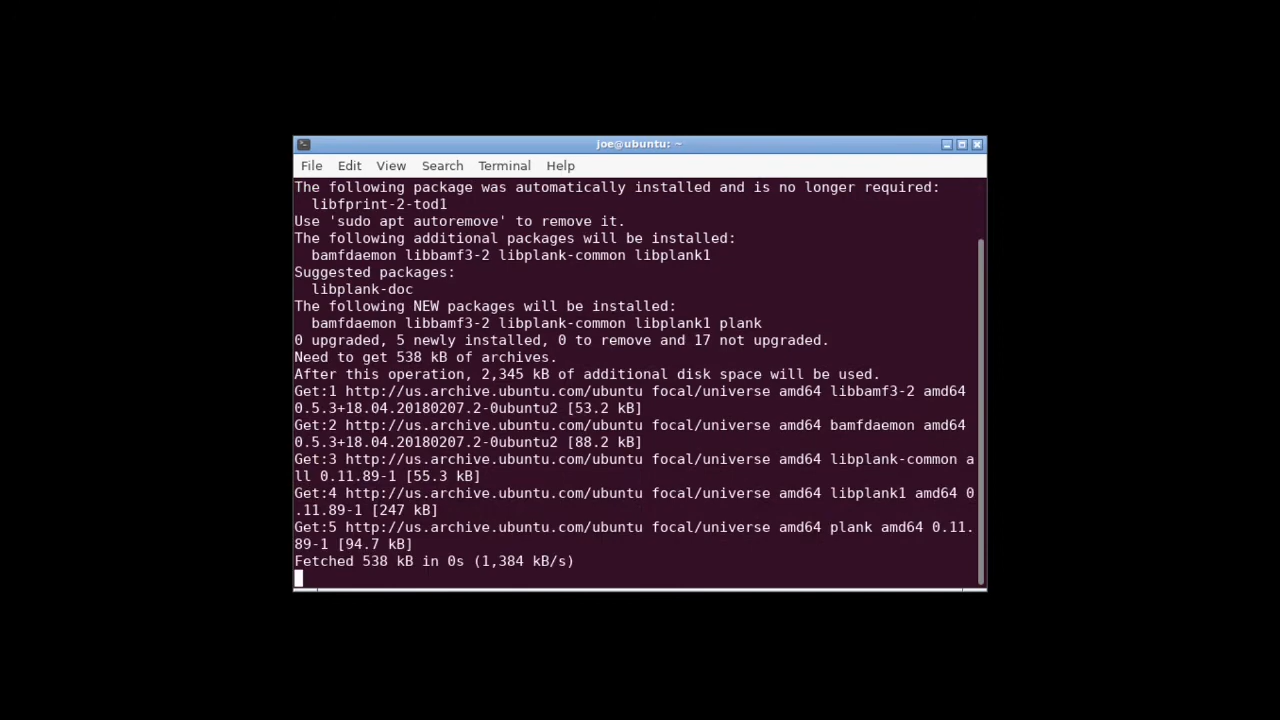 joe@ubuntu: ~
File Edit View Search Terminal Help
The following package was automatically installed and is no longer required:
  libfprint-2-tod1
Use 'sudo apt autoremove' to remove it.
The following additional packages will be installed:
  bamfdaemon libbamf3-2 libplank-common libplank1
Suggested packages:
  libplank-doc
The following NEW packages will be installed:
  bamfdaemon libbamf3-2 libplank-common libplank1 plank
0 upgraded, 5 newly installed, 0 to remove and 17 not upgraded.
Need to get 538 kB of archives.
After this operation, 2,345 kB of additional disk space will be used.
Get:1 http://us.archive.ubuntu.com/ubuntu focal/universe amd64 libbamf3-2 amd64
0.5.3+18.04.20180207.2-0ubuntu2 [53.2 kB]
Get:2 http://us.archive.ubuntu.com/ubuntu focal/universe amd64 bamfdaemon amd64
0.5.3+18.04.20180207.2-0ubuntu2 [88.2 kB]
Get:3 http://us.archive.ubuntu.com/ubuntu focal/universe amd64 libplank-common a
ll 0.11.89-1 [55.3 kB]
Get:4 http://us.archive.ubuntu.com/ubuntu focal/universe amd64 libplank1 amd64 0
.11.89-1 [247 kB]
Get:5 http://us.archive.ubuntu.com/ubuntu focal/universe amd64 plank amd64 0.11.
89-1 [94.7 kB]
Fetched 538 kB in 0s (1,384 kB/s)